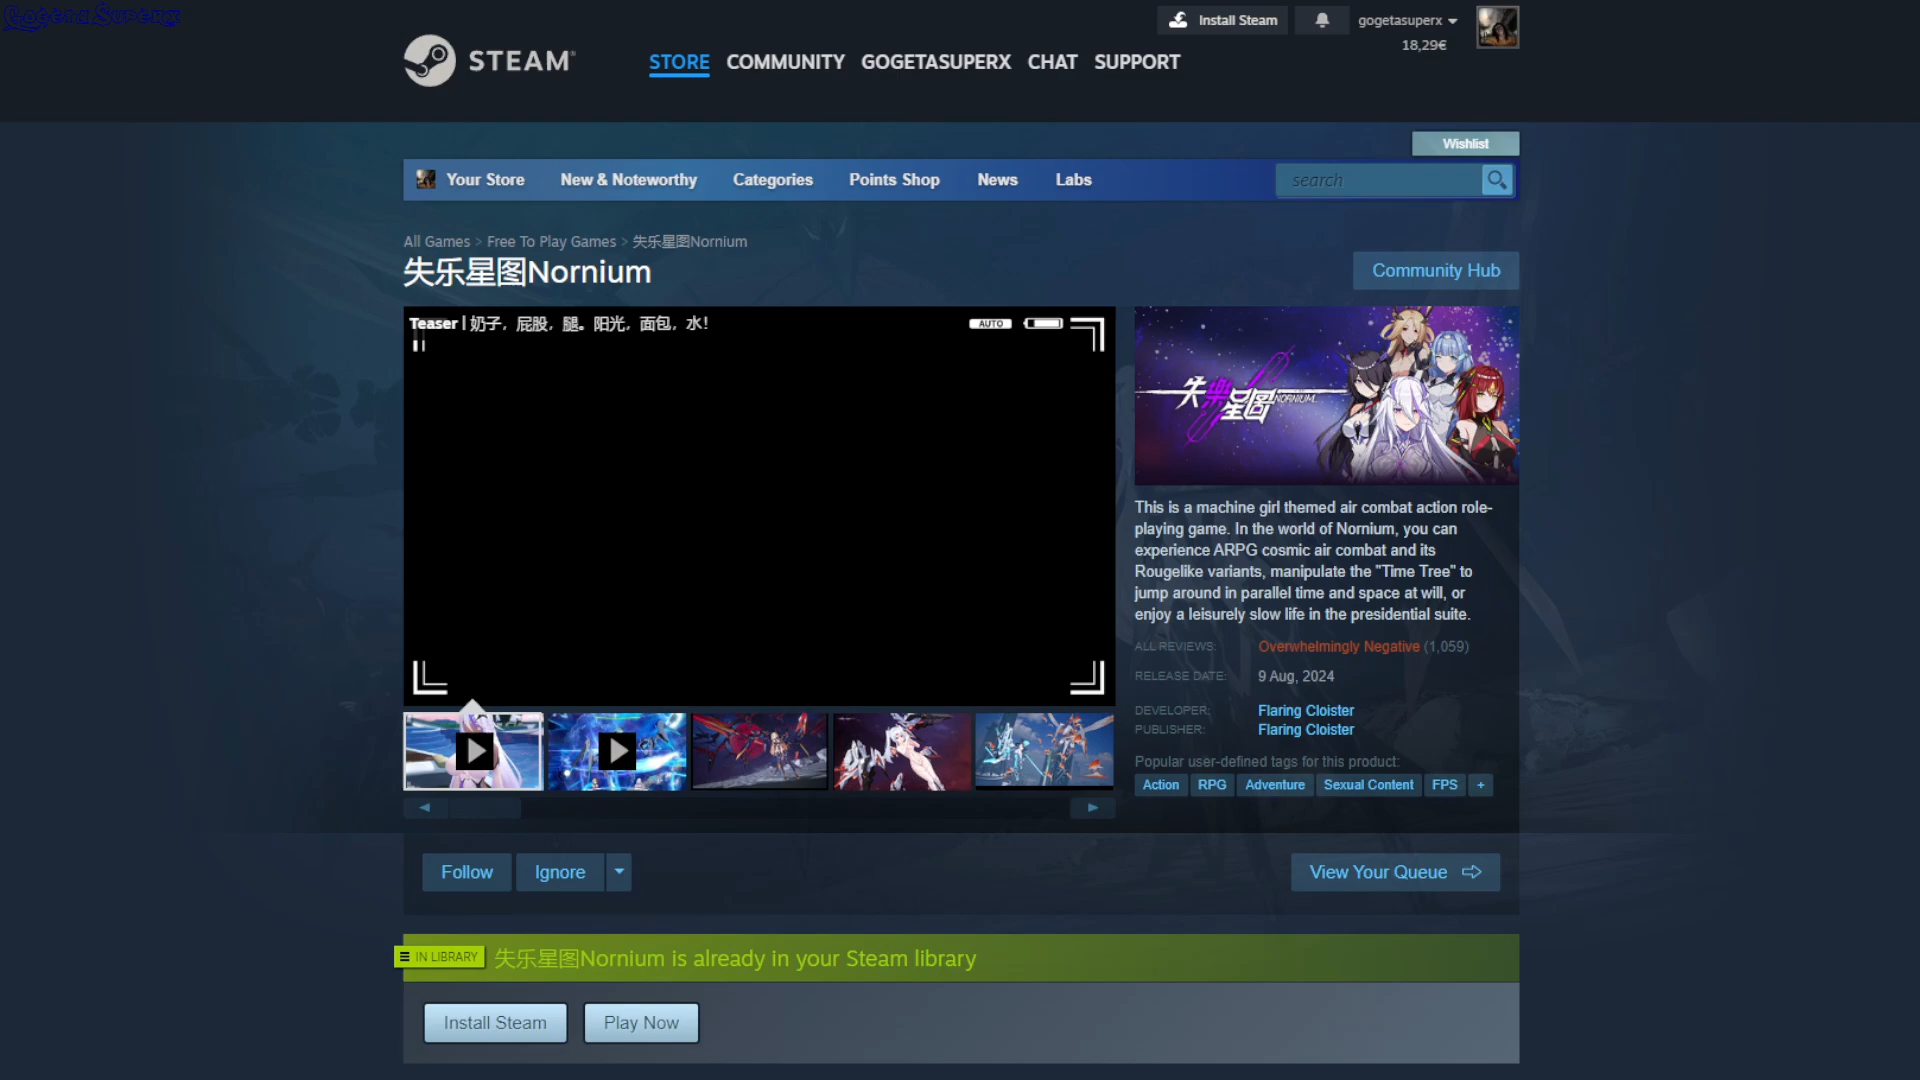 Gogeta Superx
Install Steam
gogetasuperx
18,29€
STEAM®
STORE COMMUNITY GOGETASUPERX CHAT SUPPORT
Wishlist
Your Store New & Noteworthy Categories Points Shop News Labs search
All Games > Free To Play Games > 失乐星图Nornium
失乐星图Nornium
Community Hub
Teaser | 奶子，屁股，腿。阳光，面包，水！
AUTO
失樂星图 NORNIUM
This is a machine girl themed air combat action role-
playing game. In the world of Nornium, you can
experience ARPG cosmic air combat and its
Rougelike variants, manipulate the "Time Tree" to
jump around in parallel time and space at will, or
enjoy a leisurely slow life in the presidential suite.
ALL REVIEWS: Overwhelmingly Negative (1,059)
RELEASE DATE: 9 Aug, 2024
DEVELOPER: Flaring Cloister
PUBLISHER: Flaring Cloister
Popular user-defined tags for this product:
Action RPG Adventure Sexual Content FPS +
Follow Ignore View Your Queue
IN LIBRARY 失乐星图Nornium is already in your Steam library
Install Steam Play Now